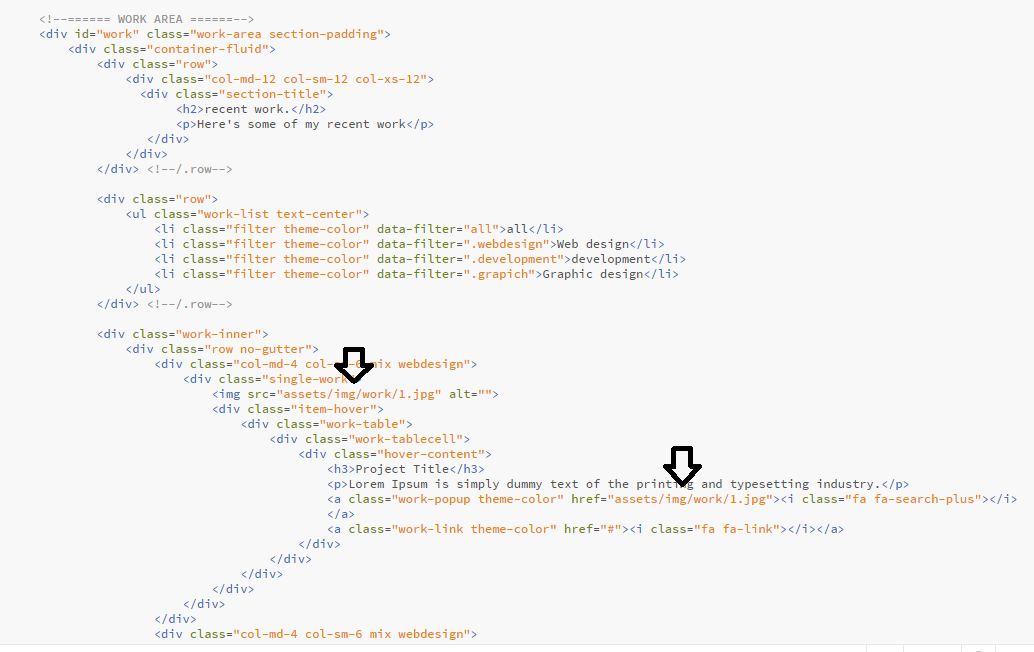 <!--====== WORK AREA =======-->
<div id="work" class="work-area section-padding">
<div class="container-fluid">
<div class="row">
<div class="col-md-12 col-sm-12 col-xs-12">
<div class="section-title">
<h2>recent work.</h2>
<p>Here's some of my recent work</p>
</div>
</div>
</div> <!--/.row-->
<div class="row">
<ul class="work-list text-center">
<li class="filter theme-color" data-filter="all">all</li>
<li class="filter theme-color" data-filter=".webdesign">Web design</li>
<li class="filter theme-color" data-filter=".development">development</li>
<li class="filter theme-color" data-filter=".grapich">Graphic design</li>
</ul>
</div> <!--/.row-->
<div class="work-inner">
<div class="row no-gutter">
<div class="col-md-4 col-sm-6 mix webdesign">
<div class="single-work">
<img src="assets/img/work/1.jpg" alt="">
<div class="item-hover">
<div class="work-table">
<div class="work-tablecell">
<div class="hover-content">
<h3>Project Title</h3>
<p>Lorem Ipsum is simply dummy text of the printing and typesetting industry.</p>
<a class="work-popup theme-color" href="assets/img/work/1.jpg"><i class="fa fa-search-plus"></i>
</a>
<a class="work-link theme-color" href="#"><i class="fa fa-link"></i></a>
</div>
</div>
</div>
</div>
</div>
</div>
<div class="col-md-4 col-sm-6 mix webdesign">